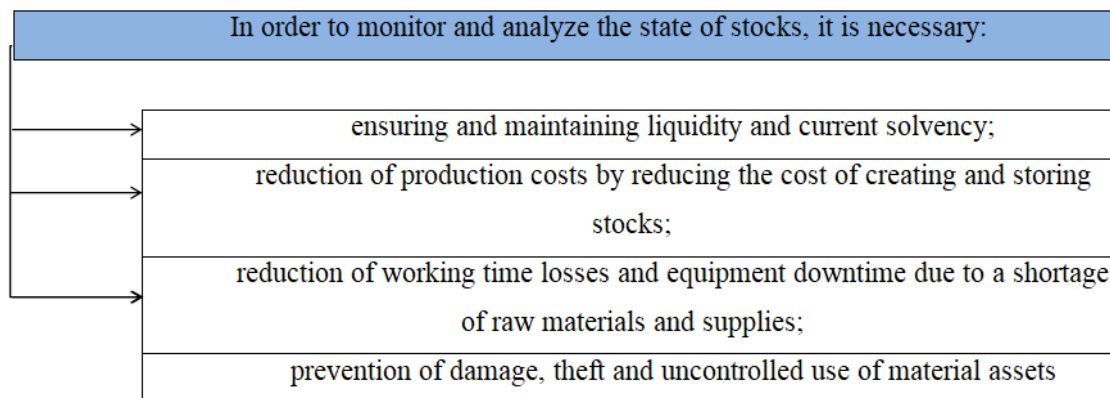 In order to monitor and analyze the state of stocks, it is necessary:
ensuring and maintaining liquidity and current solvency;
reduction of production costs by reducing the cost of creating and storing
stocks;
reduction of working time losses and equipment downtime due to a shortage
of raw materials and supplies;
prevention of damage, theft and uncontrolled use of material assets